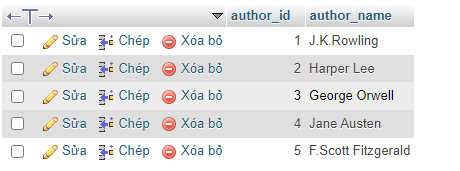 author_id author_name
Sửa Chép Xóa bỏ 1 J.K.Rowling
Sửa Chép Xóa bỏ 2 Harper Lee
Sửa Chép Xóa bỏ 3 George Orwell
Sửa Chép Xóa bỏ 4 Jane Austen
Sửa Chép Xóa bỏ 5 F.Scott Fitzgerald